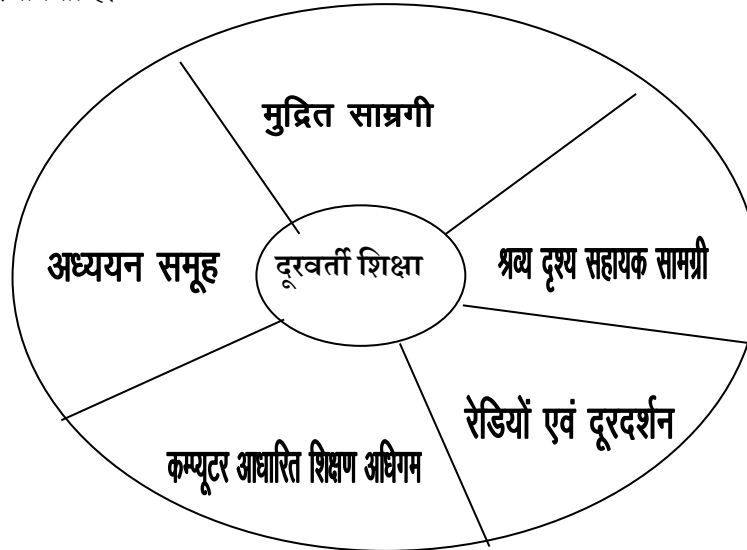 मुद्रित साम्रगी
अध्ययन समूह
दूरवर्ती शिक्षा
श्रव्य दृश्य सहायक सामग्री
रेडियों एवं दूरदर्शन
कम्प्यूटर आधारित शिक्षण अधिगम